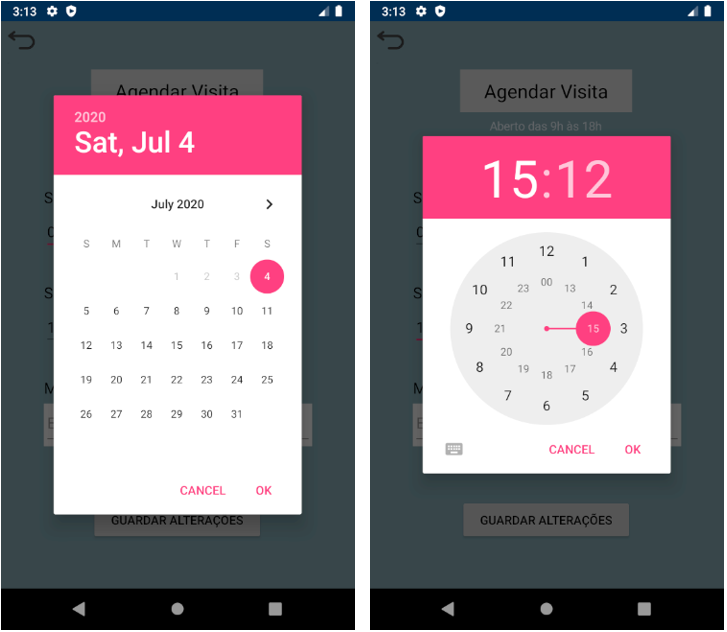 3:13
Agendar Visita
2020
Sat, Jul 4
July 2020
S M T W T F S
1 2 3 4
5 6 7 8 9 10 11
12 13 14 15 16 17 18
19 20 21 22 23 24 25
26 27 28 29 30 31
CANCEL OK
GUARDAR ALTERAÇÕES
3:13
Agendar Visita
Aberto das 9h às 18h
15:12
12
11 1
00
23 13
10 2
22 14
9 21 15 3
20 16
8 4
19 17
18
7 5
6
CANCEL OK
GUARDAR ALTERAÇÕES